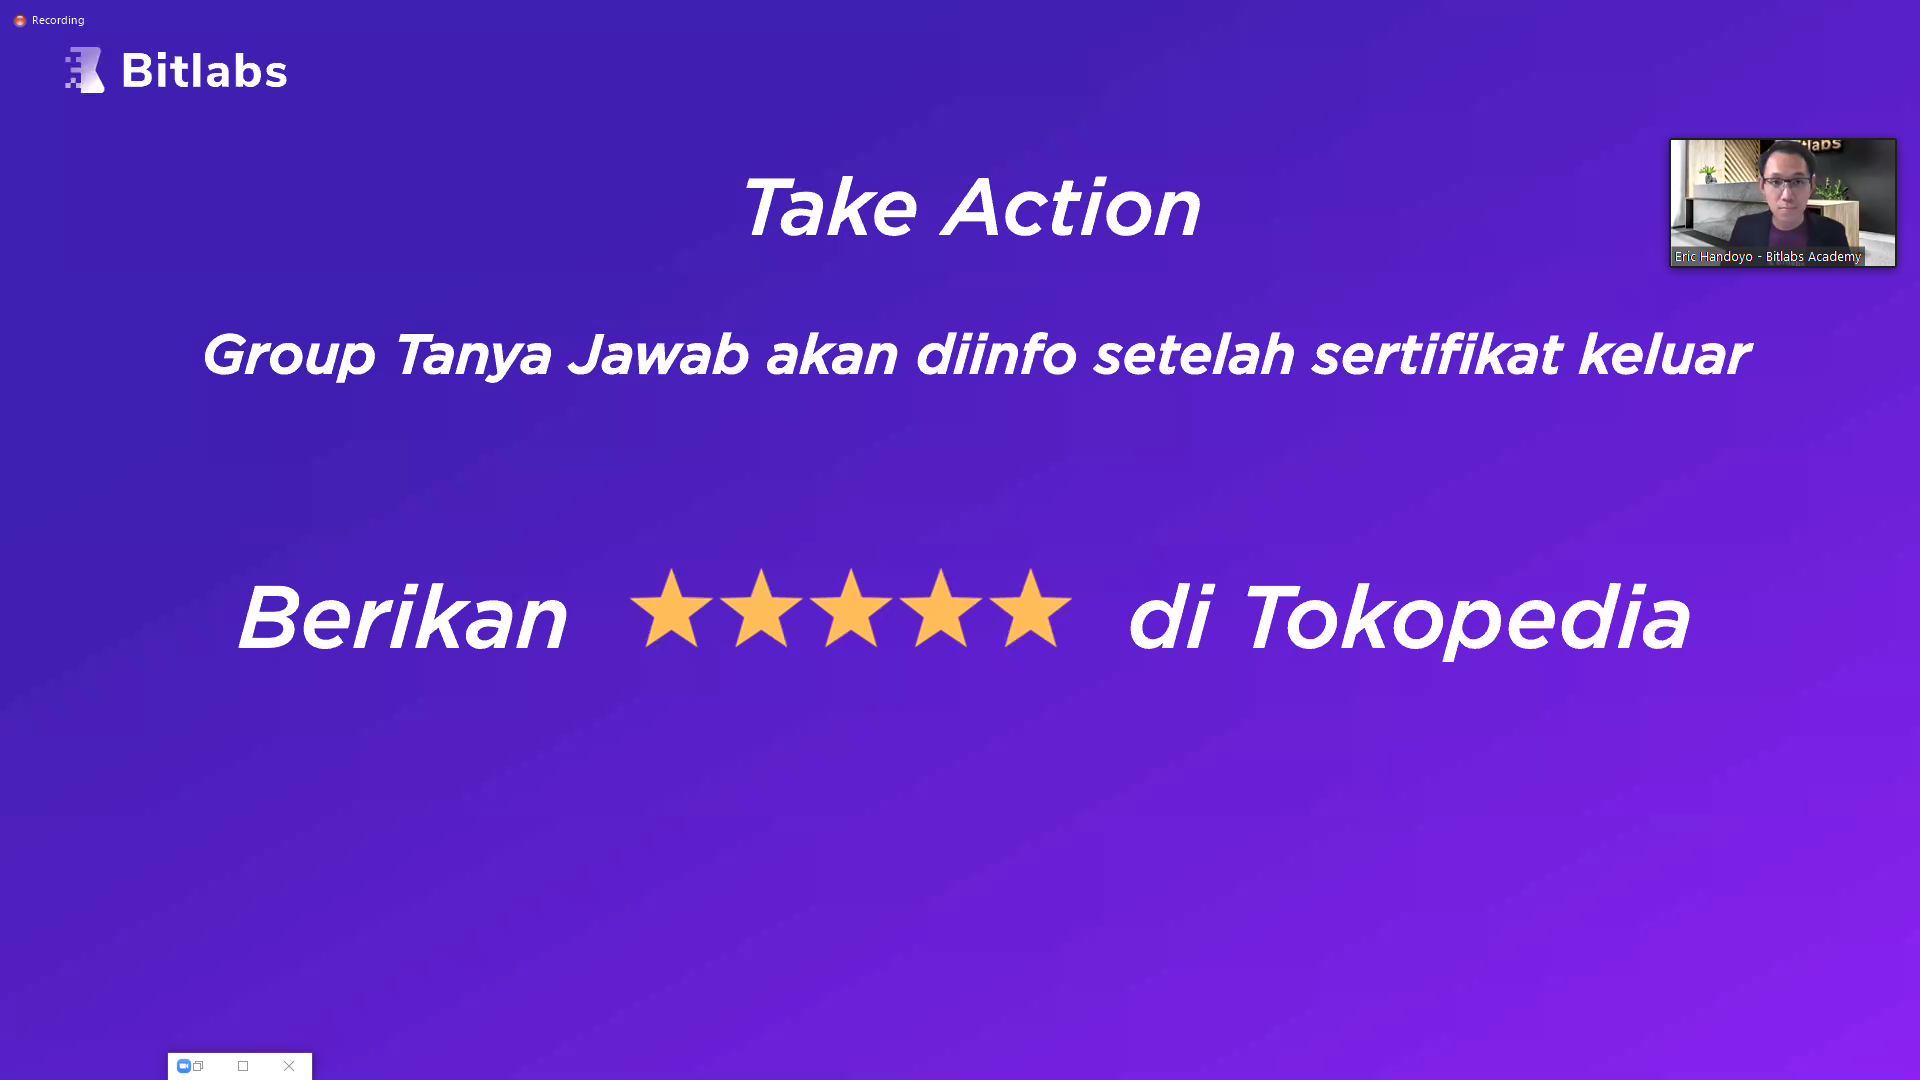 Recording
Bitlabs
Take Action
Group Tanya Jawab akan diinfo setelah sertifikat keluar
Eric Handoyo - Bitlabs Academy
Berikan ★★★★★ di Tokopedia